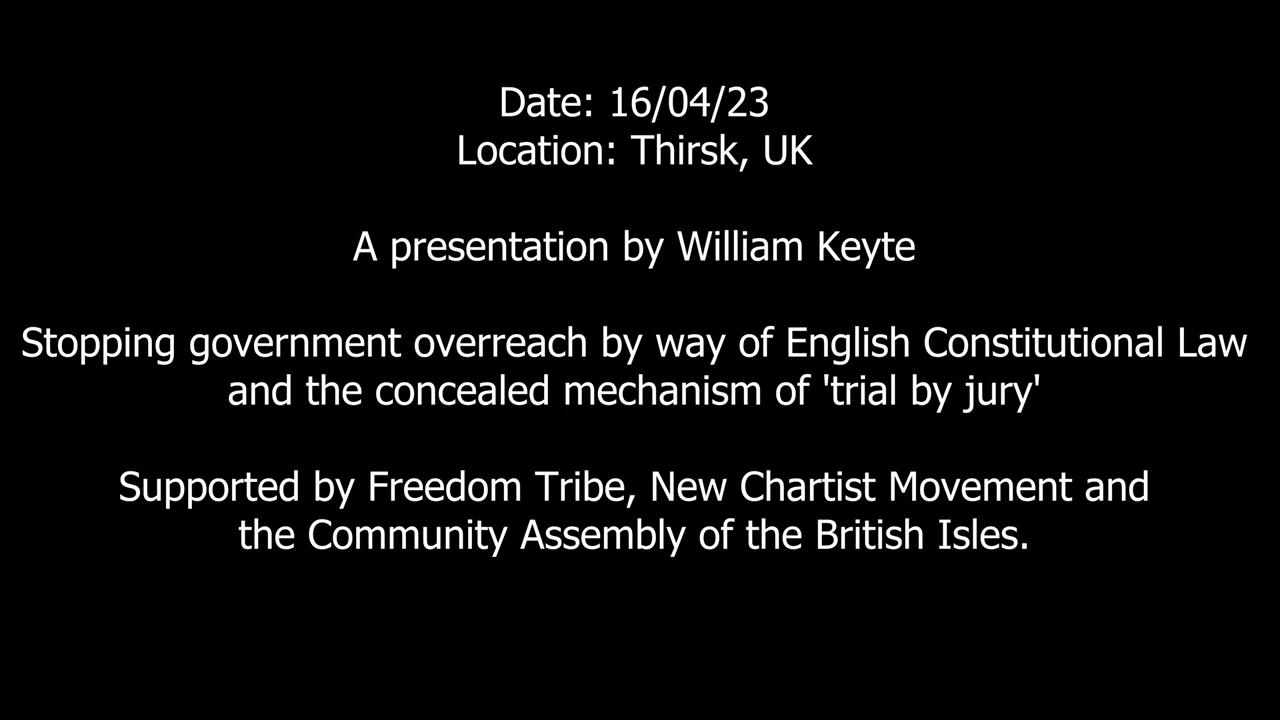 Date: 16/04/23
Location: Thirsk, UK
A presentation by William Keyte
Stopping government overreach by way of English Constitutional Law
and the concealed mechanism of 'trial by jury'
Supported by Freedom Tribe, New Chartist Movement and
the Community Assembly of the British Isles.